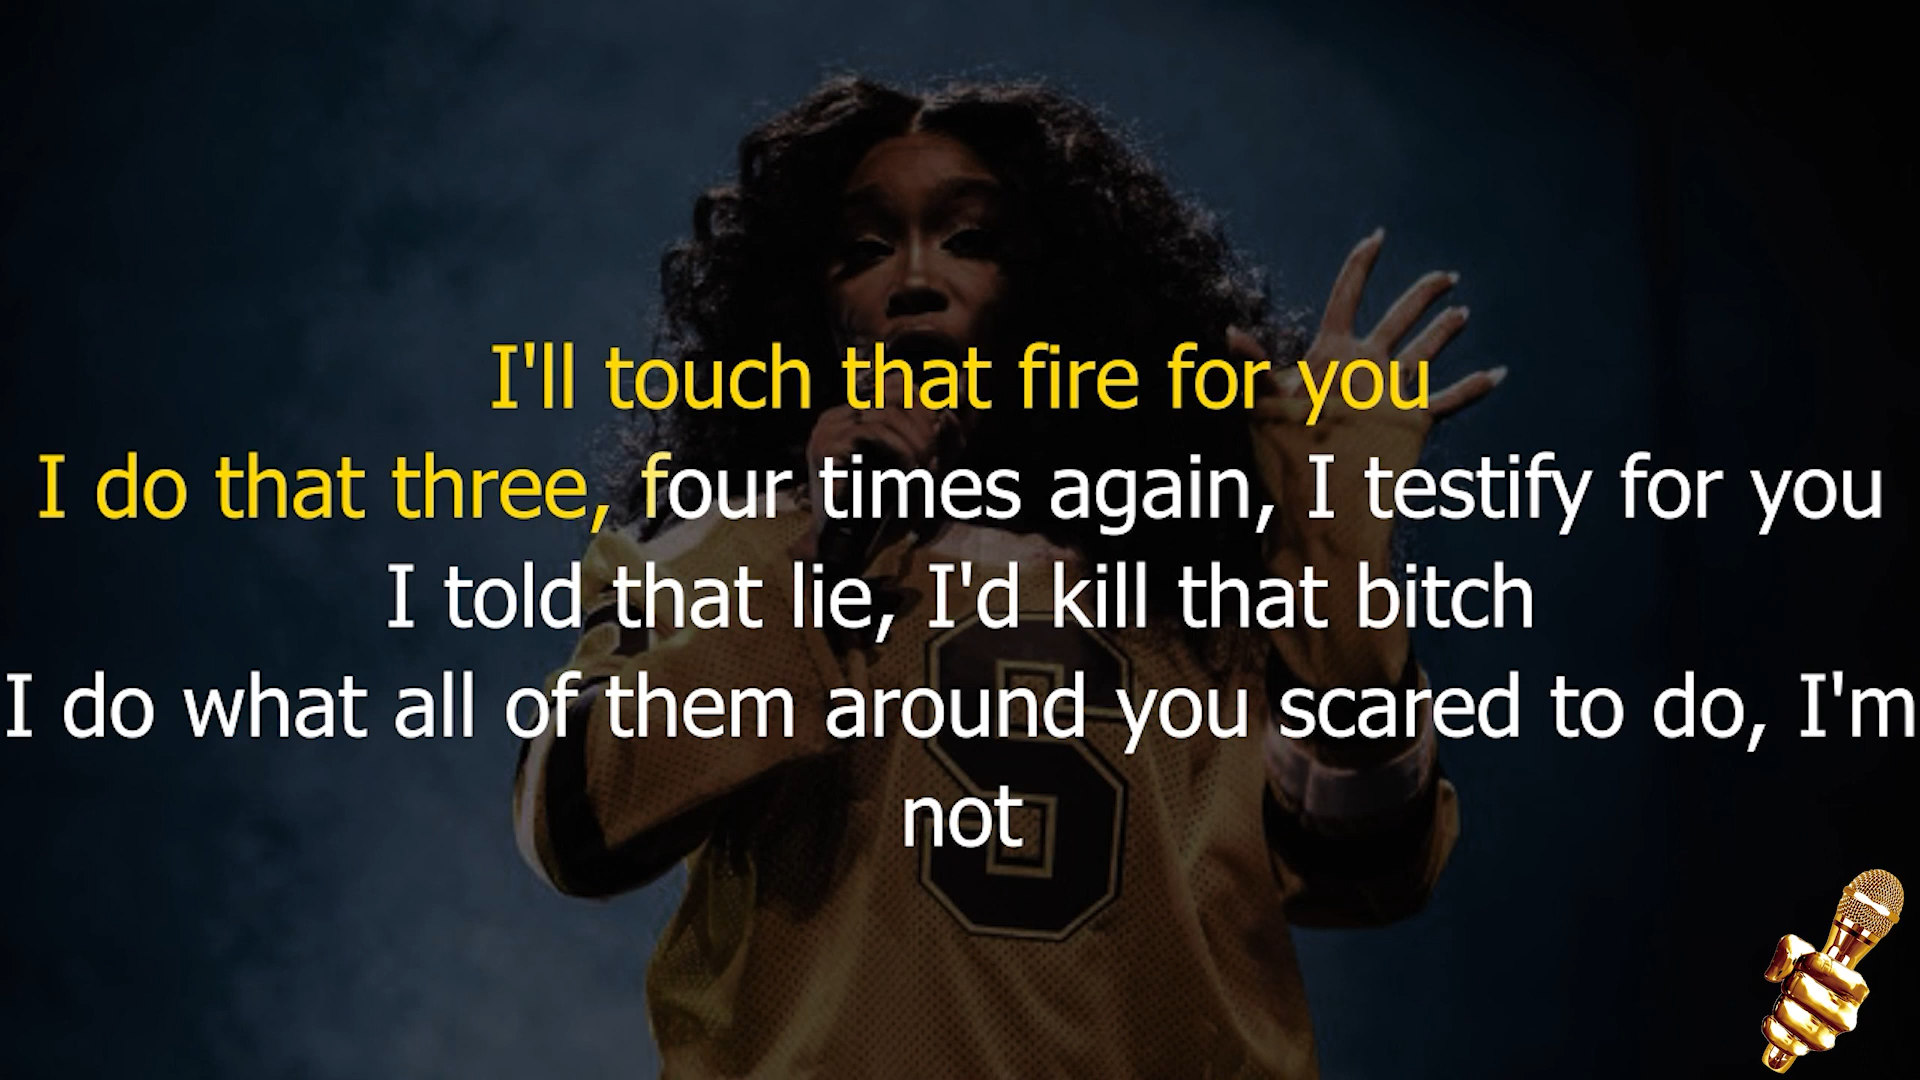 I'll touch that fire for you
I do that three, four times again, I testify for you
I told that lie, I'd kill that bitch
I do what all of them around you scared to do, I'm
not
S